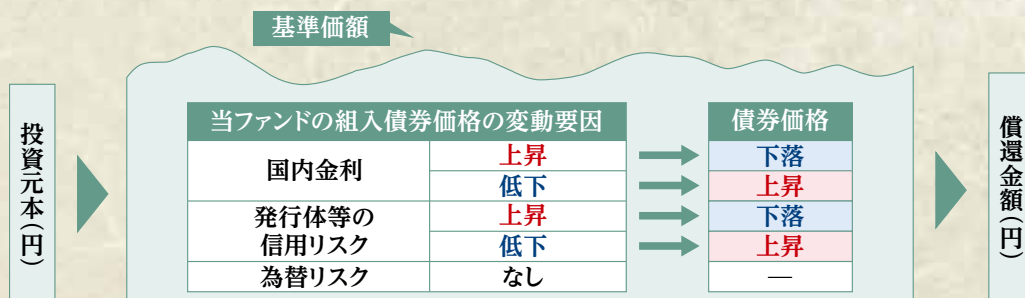 基準価額
投資元本(円)
当ファンドの組入債券価格の変動要因
債券価格
国内金利
上昇
下落
低下
上昇
発行体等の
信用リスク
上昇
下落
低下
上昇
為替リスク
なし
―
償還金額(円)